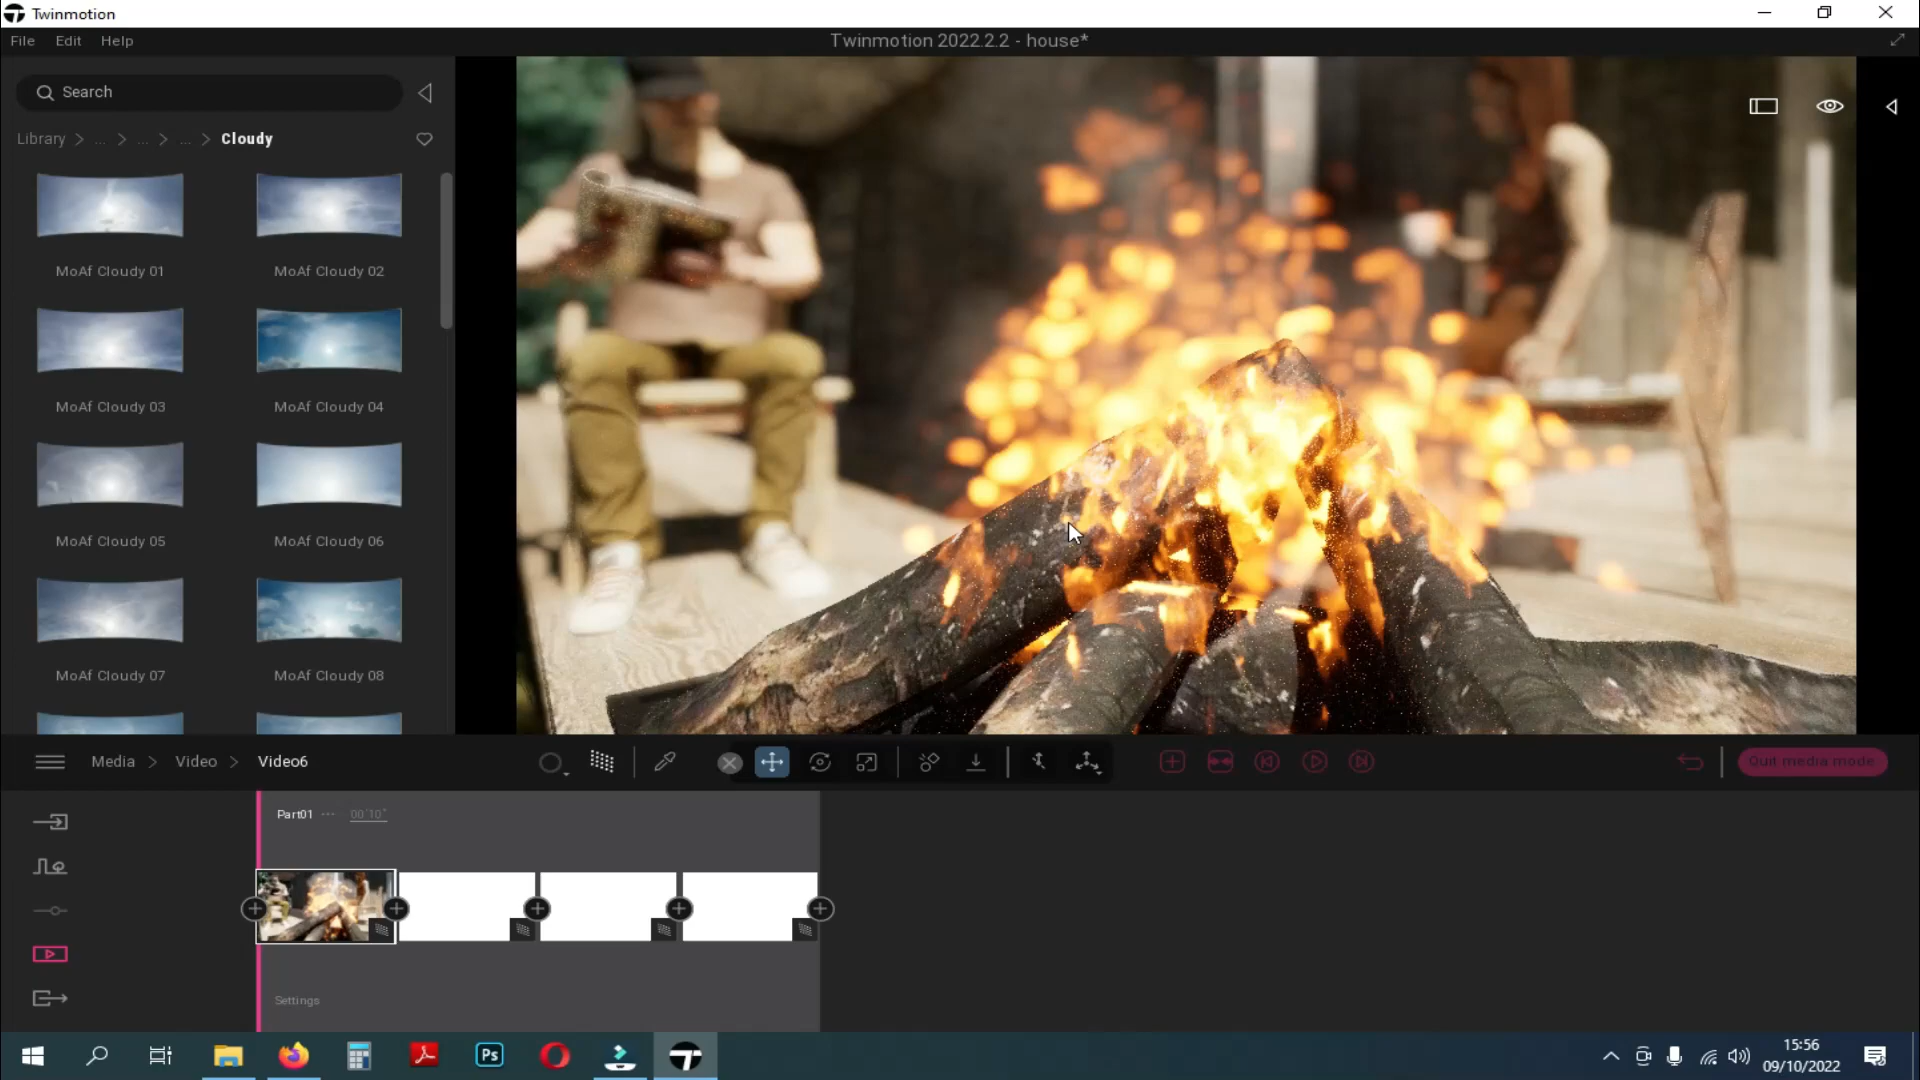 Twinmotion
File Edit Help
Twinmotion 2022.2.2 - house*
Search
Library > ... > ... > ... > Cloudy
MoAf Cloudy 01
MoAf Cloudy 02
MoAf Cloudy 03
MoAf Cloudy 04
MoAf Cloudy 05
MoAf Cloudy 06
MoAf Cloudy 07
MoAf Cloudy 08
Media > Video > Video6
Quit media mode
Part01 ... 00'10"
Settings
Ps
15:56
09/10/2022